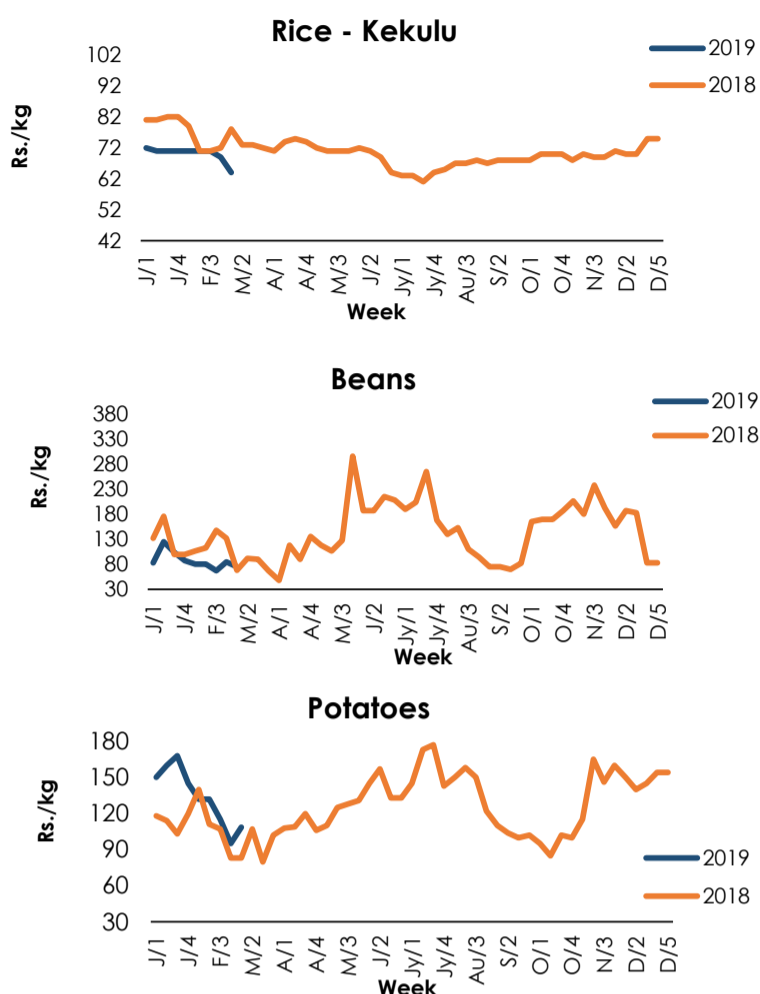 Rice - Kekulu
2019
2018
Rs./kg
102
92
82
72
62
52
42
J/1 J/4 F/3 M/2 A/1 A/4 M/3 J/2 Jy/1 Jy/4 Au/3 S/2 O/1 O/4 N/3 D/2 D/5
Week
Beans
2019
2018
Rs./kg
380
330
280
230
180
130
80
30
J/1 J/4 F/3 M/2 A/1 A/4 M/3 J/2 Jy/1 Jy/4 Au/3 S/2 O/1 O/4 N/3 D/2 D/5
Week
Potatoes
Rs./kg
180
150
120
90
60
30
2019
2018
J/1 J/4 F/3 M/2 A/1 A/4 M/3 J/2 Jy/1 Jy/4 Au/3 S/2 O/1 O/4 N/3 D/2 D/5
Week